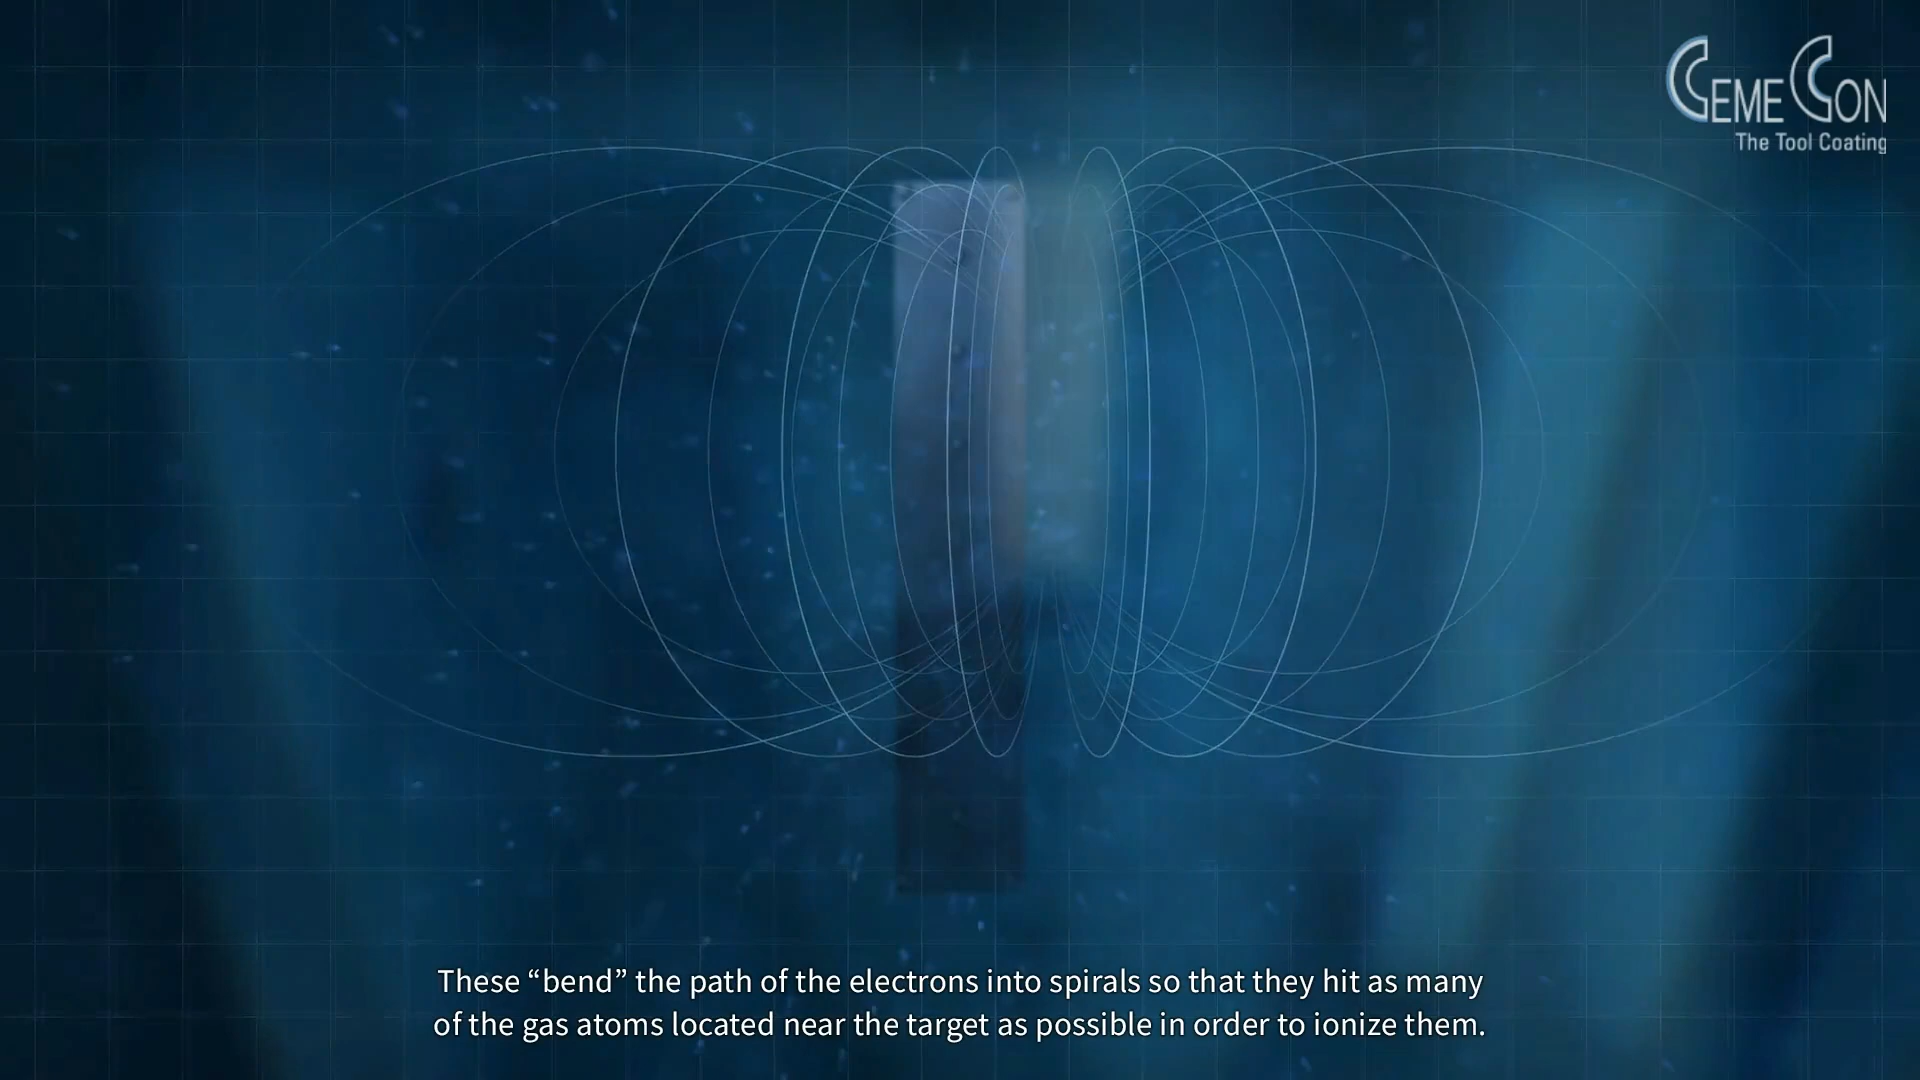 CEMECON
The Tool Coating
These “bend” the path of the electrons into spirals so that they hit as many
of the gas atoms located near the target as possible in order to ionize them.